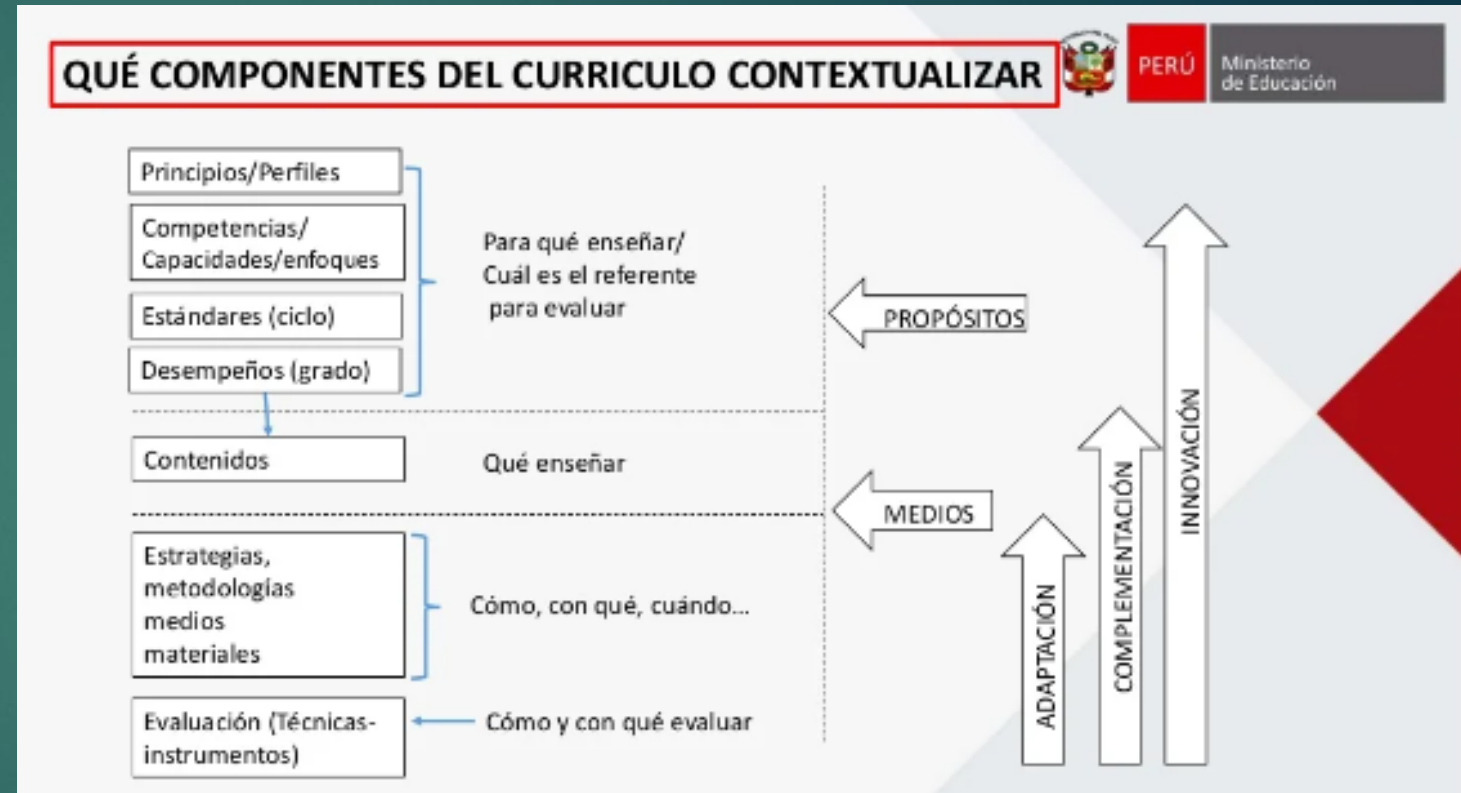 QUÉ COMPONENTES DEL CURRICULO CONTEXTUALIZAR
PERÚ
Ministerio
de Educación
Principios/Perfiles
Competencias/
Capacidades/enfoques
Estándares (ciclo)
Desempeños (grado)
Para qué enseñar/
Cuál es el referente
para evaluar
PROPÓSITOS
Contenidos
Qué enseñar
MEDIOS
Estrategias,
metodologías
medios
materiales
Cómo, con qué, cuándo...
Evaluación (Técnicas-
instrumentos)
Cómo y con qué evaluar
ADAPTACIÓN
COMPLEMENTACIÓN
INNOVACIÓN